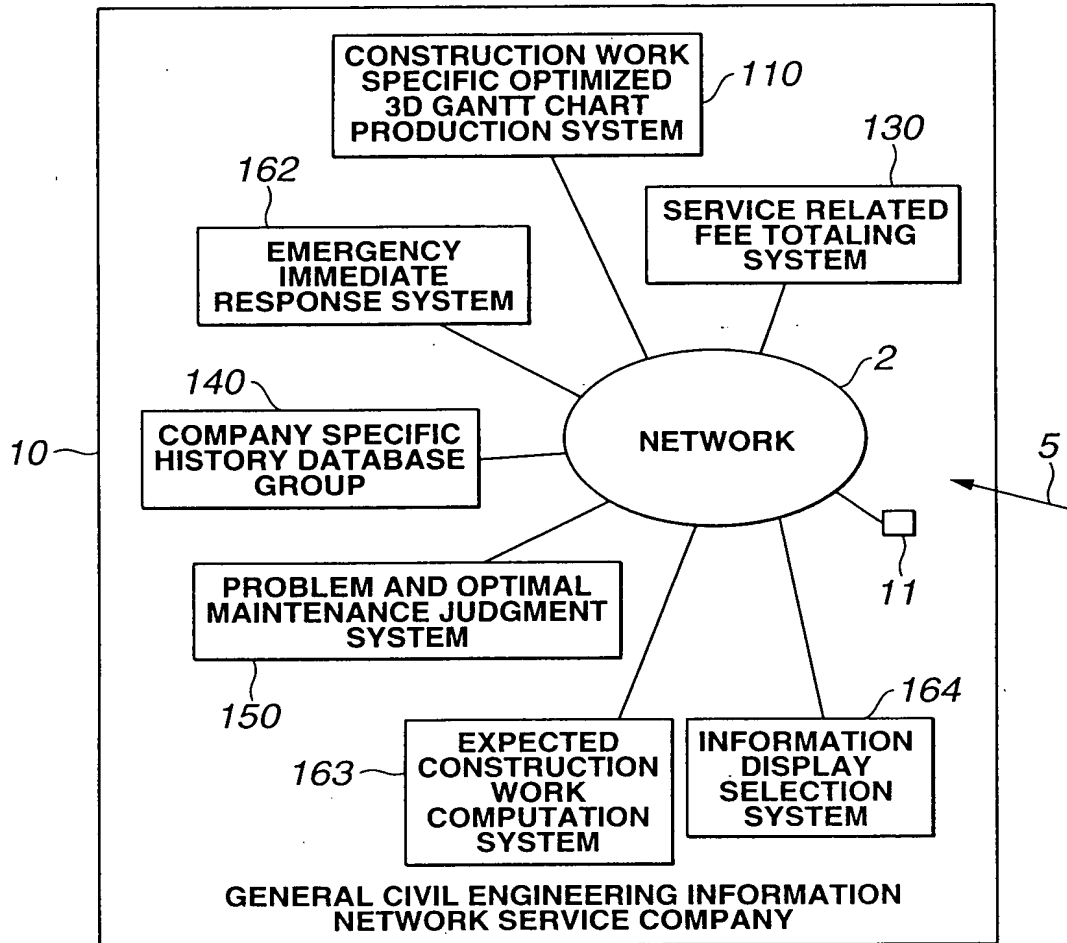 CONSTRUCTION WORK
SPECIFIC OPTIMIZED
3D GANTT CHART
PRODUCTION SYSTEM
110
130
162
SERVICE RELATED
FEE TOTALING
SYSTEM
EMERGENCY
IMMEDIATE
RESPONSE SYSTEM
2
140
NETWORK
10
COMPANY SPECIFIC
HISTORY DATABASE
GROUP
5
11
PROBLEM AND OPTIMAL
MAINTENANCE JUDGMENT
SYSTEM
150
164
163
EXPECTED
CONSTRUCTION
WORK
COMPUTATION
SYSTEM
INFORMATION
DISPLAY
SELECTION
SYSTEM
GENERAL CIVIL ENGINEERING INFORMATION
NETWORK SERVICE COMPANY